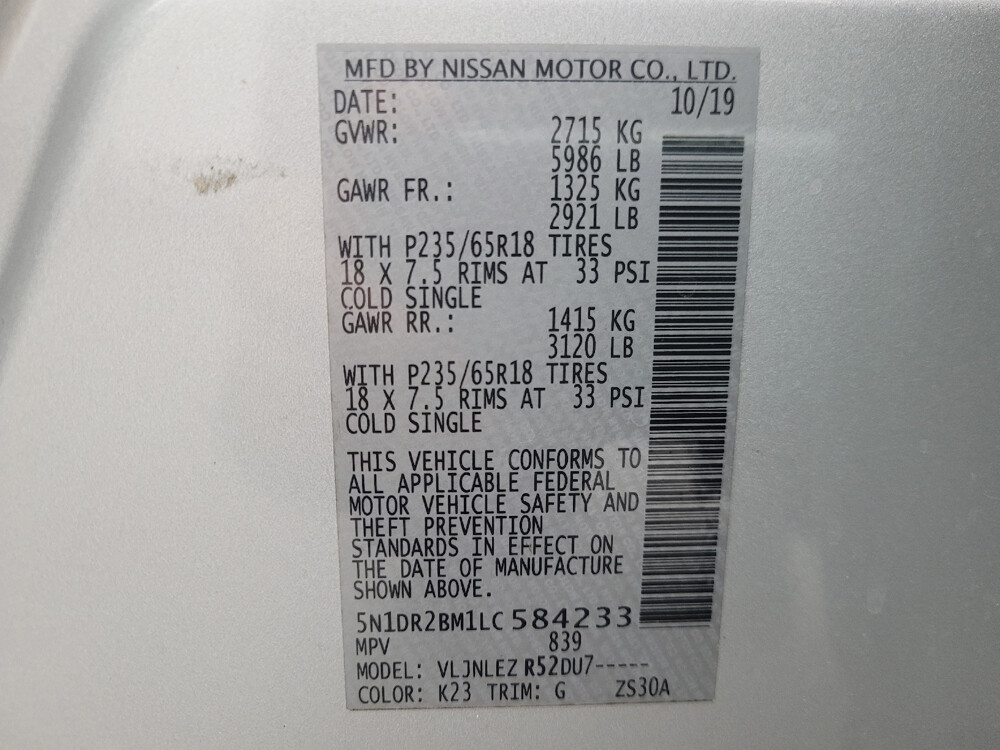 MFD BY NISSAN MOTOR CO., LTD.
DATE: 10/19
GVWR: 2715 KG
5986 LB
GAWR FR.: 1325 KG
2921 LB
WITH P235/65R18 TIRES
18 X 7.5 RIMS AT 33 PSI
COLD SINGLE
GAWR RR.: 1415 KG
3120 LB
WITH P235/65R18 TIRES
18 X 7.5 RIMS AT 33 PSI
COLD SINGLE
THIS VEHICLE CONFORMS TO
ALL APPLICABLE FEDERAL
MOTOR VEHICLE SAFETY AND
THEFT PREVENTION
STANDARDS IN EFFECT ON
THE DATE OF MANUFACTURE
SHOWN ABOVE.
5N1DR2BM1LC584233
MPV 839
MODEL: VLJNLEZ R52DU7-----
COLOR: K23 TRIM: G ZS30A